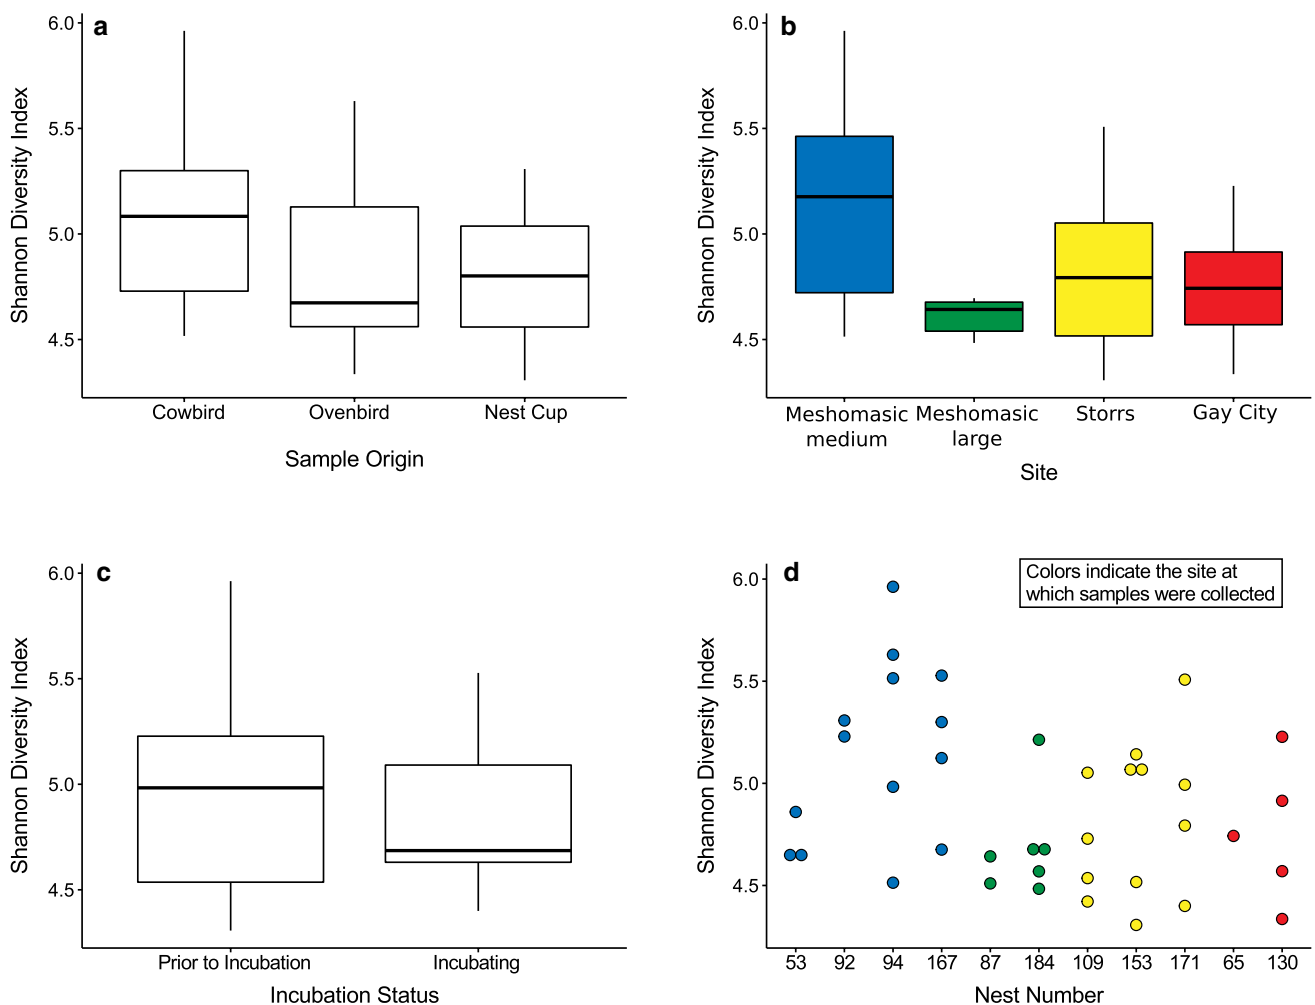 a
Shannon Diversity Index
6.0
5.5
5.0
4.5
Cowbird Ovenbird Nest Cup
Sample Origin
b
Shannon Diversity Index
6.0
5.5
5.0
4.5
Meshomasic medium Meshomasic large Storrs Gay City
Site
c
Shannon Diversity Index
6.0
5.5
5.0
4.5
Prior to Incubation Incubating
Incubation Status
d
Colors indicate the site at
which samples were collected
Shannon Diversity Index
6.0
5.5
5.0
4.5
53 92 94 167 87 184 109 153 171 65 130
Nest Number